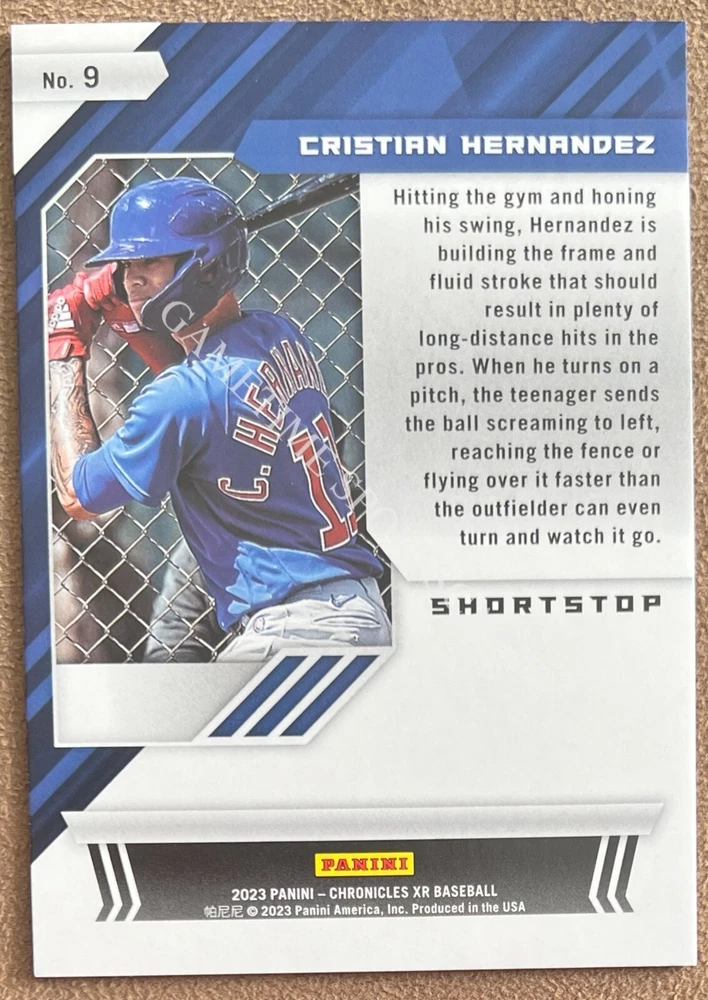 No. 9
CRISTIAN HERNANDEZ
Hitting the gym and honing
his swing, Hernandez is
building the frame and
fluid stroke that should
result in plenty of
long-distance hits in the
pros. When he turns on a
pitch, the teenager sends
the ball screaming to left,
reaching the fence or
flying over it faster than
the outfielder can even
turn and watch it go.
C. HERNAN
SHORTSTOP
PANINI
2023 PANINI – CHRONICLES XR BASEBALL
帕尼尼 © 2023 Panini America, Inc. Produced in the USA